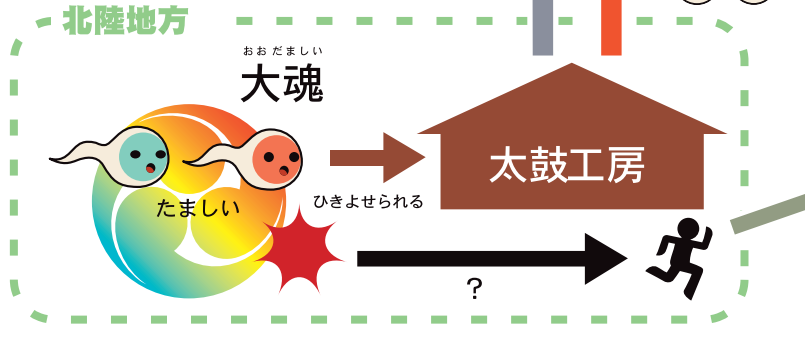 北陸地方
おおだましい
大魂
太鼓工房
たましい
ひきよせられる
?